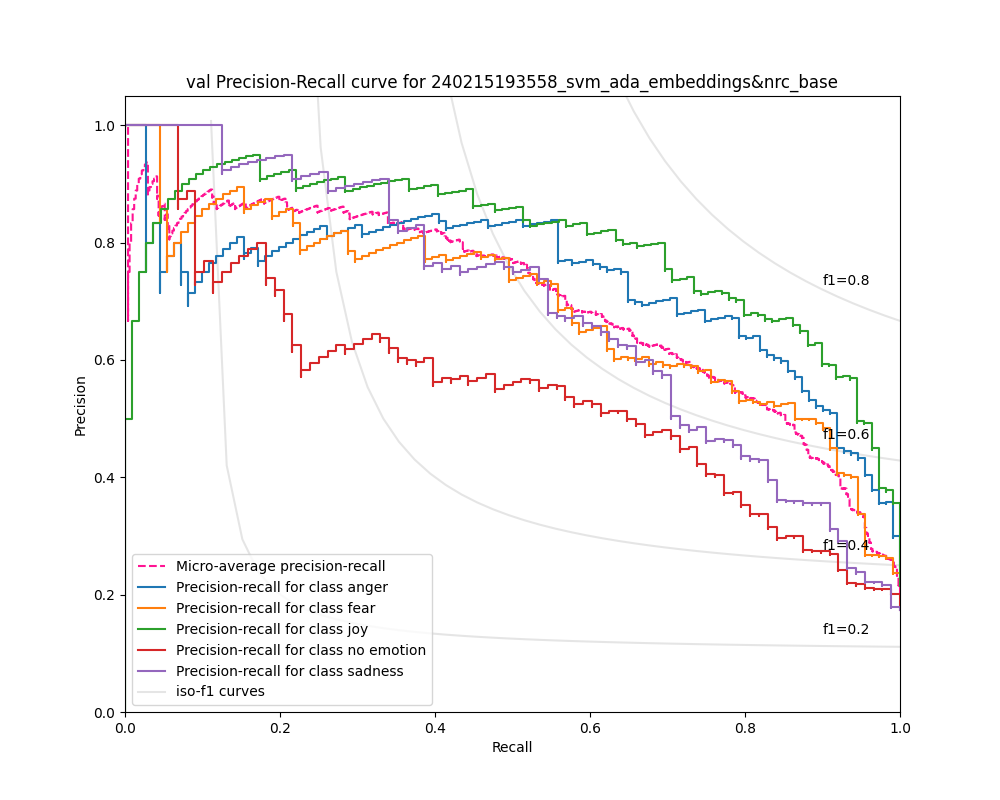 val Precision-Recall curve for 240215193558_svm_ada_embeddings&nrc_base
1.0
0.8
0.6
0.4
0.2
0.0
Precision
f1=0.8
f1=0.6
f1=0.4
f1=0.2
Micro-average precision-recall
Precision-recall for class anger
Precision-recall for class fear
Precision-recall for class joy
Precision-recall for class no emotion
Precision-recall for class sadness
iso-f1 curves
0.0 0.2 0.4 0.6 0.8 1.0
Recall